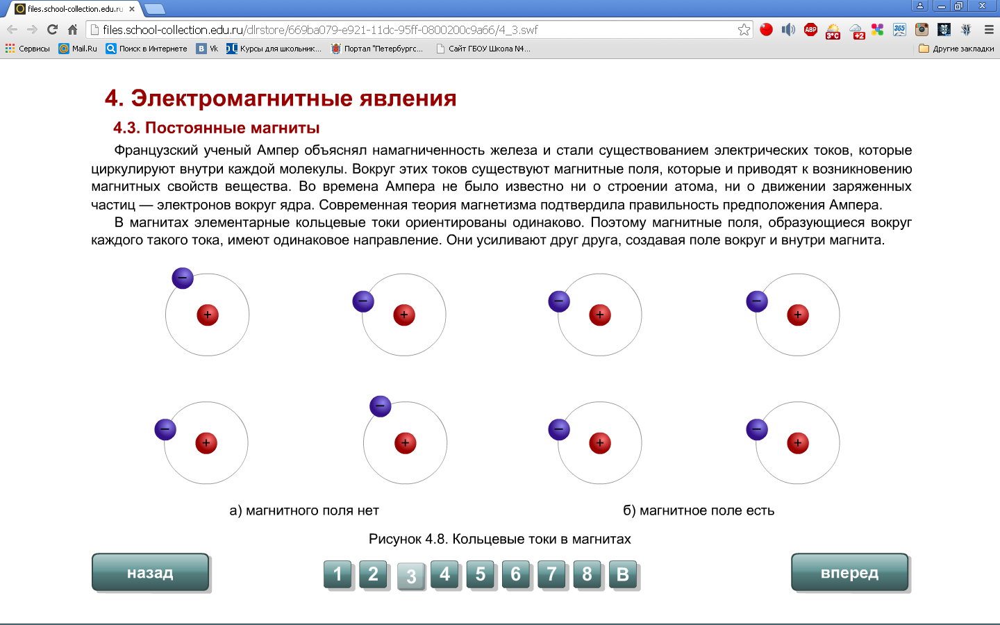 files.school-collection.edu.ru
files.school-collection.edu.ru/dlrstore/669ba079-e921-11dc-95ff-0800200c9a66/4_3.swf
ABP
3°C
+2
365
Сервисы
Mail.Ru
Поиск в Интернете
Vk
Курсы для школьник...
Портал "Петербургс...
Сайт ГБОУ Школа N4...
Другие закладки
4. Электромагнитные явления
4.3. Постоянные магниты
Французский ученый Ампер объяснял намагниченность железа и стали существованием электрических токов, которые
циркулируют внутри каждой молекулы. Вокруг этих токов существуют магнитные поля, которые и приводят к возникновению
магнитных свойств вещества. Во времена Ампера не было известно ни о строении атома, ни о движении заряженных
частиц — электронов вокруг ядра. Современная теория магнетизма подтвердила правильность предположения Ампера.
В магнитах элементарные кольцевые токи ориентированы одинаково. Поэтому магнитные поля, образующиеся вокруг
каждого такого тока, имеют одинаковое направление. Они усиливают друг друга, создавая поле вокруг и внутри магнита.
− − − −
+ + + +
− − − −
+ + + +
а) магнитного поля нет
б) магнитное поле есть
Рисунок 4.8. Кольцевые токи в магнитах
назад
1 2 3 4 5 6 7 8 В
вперед